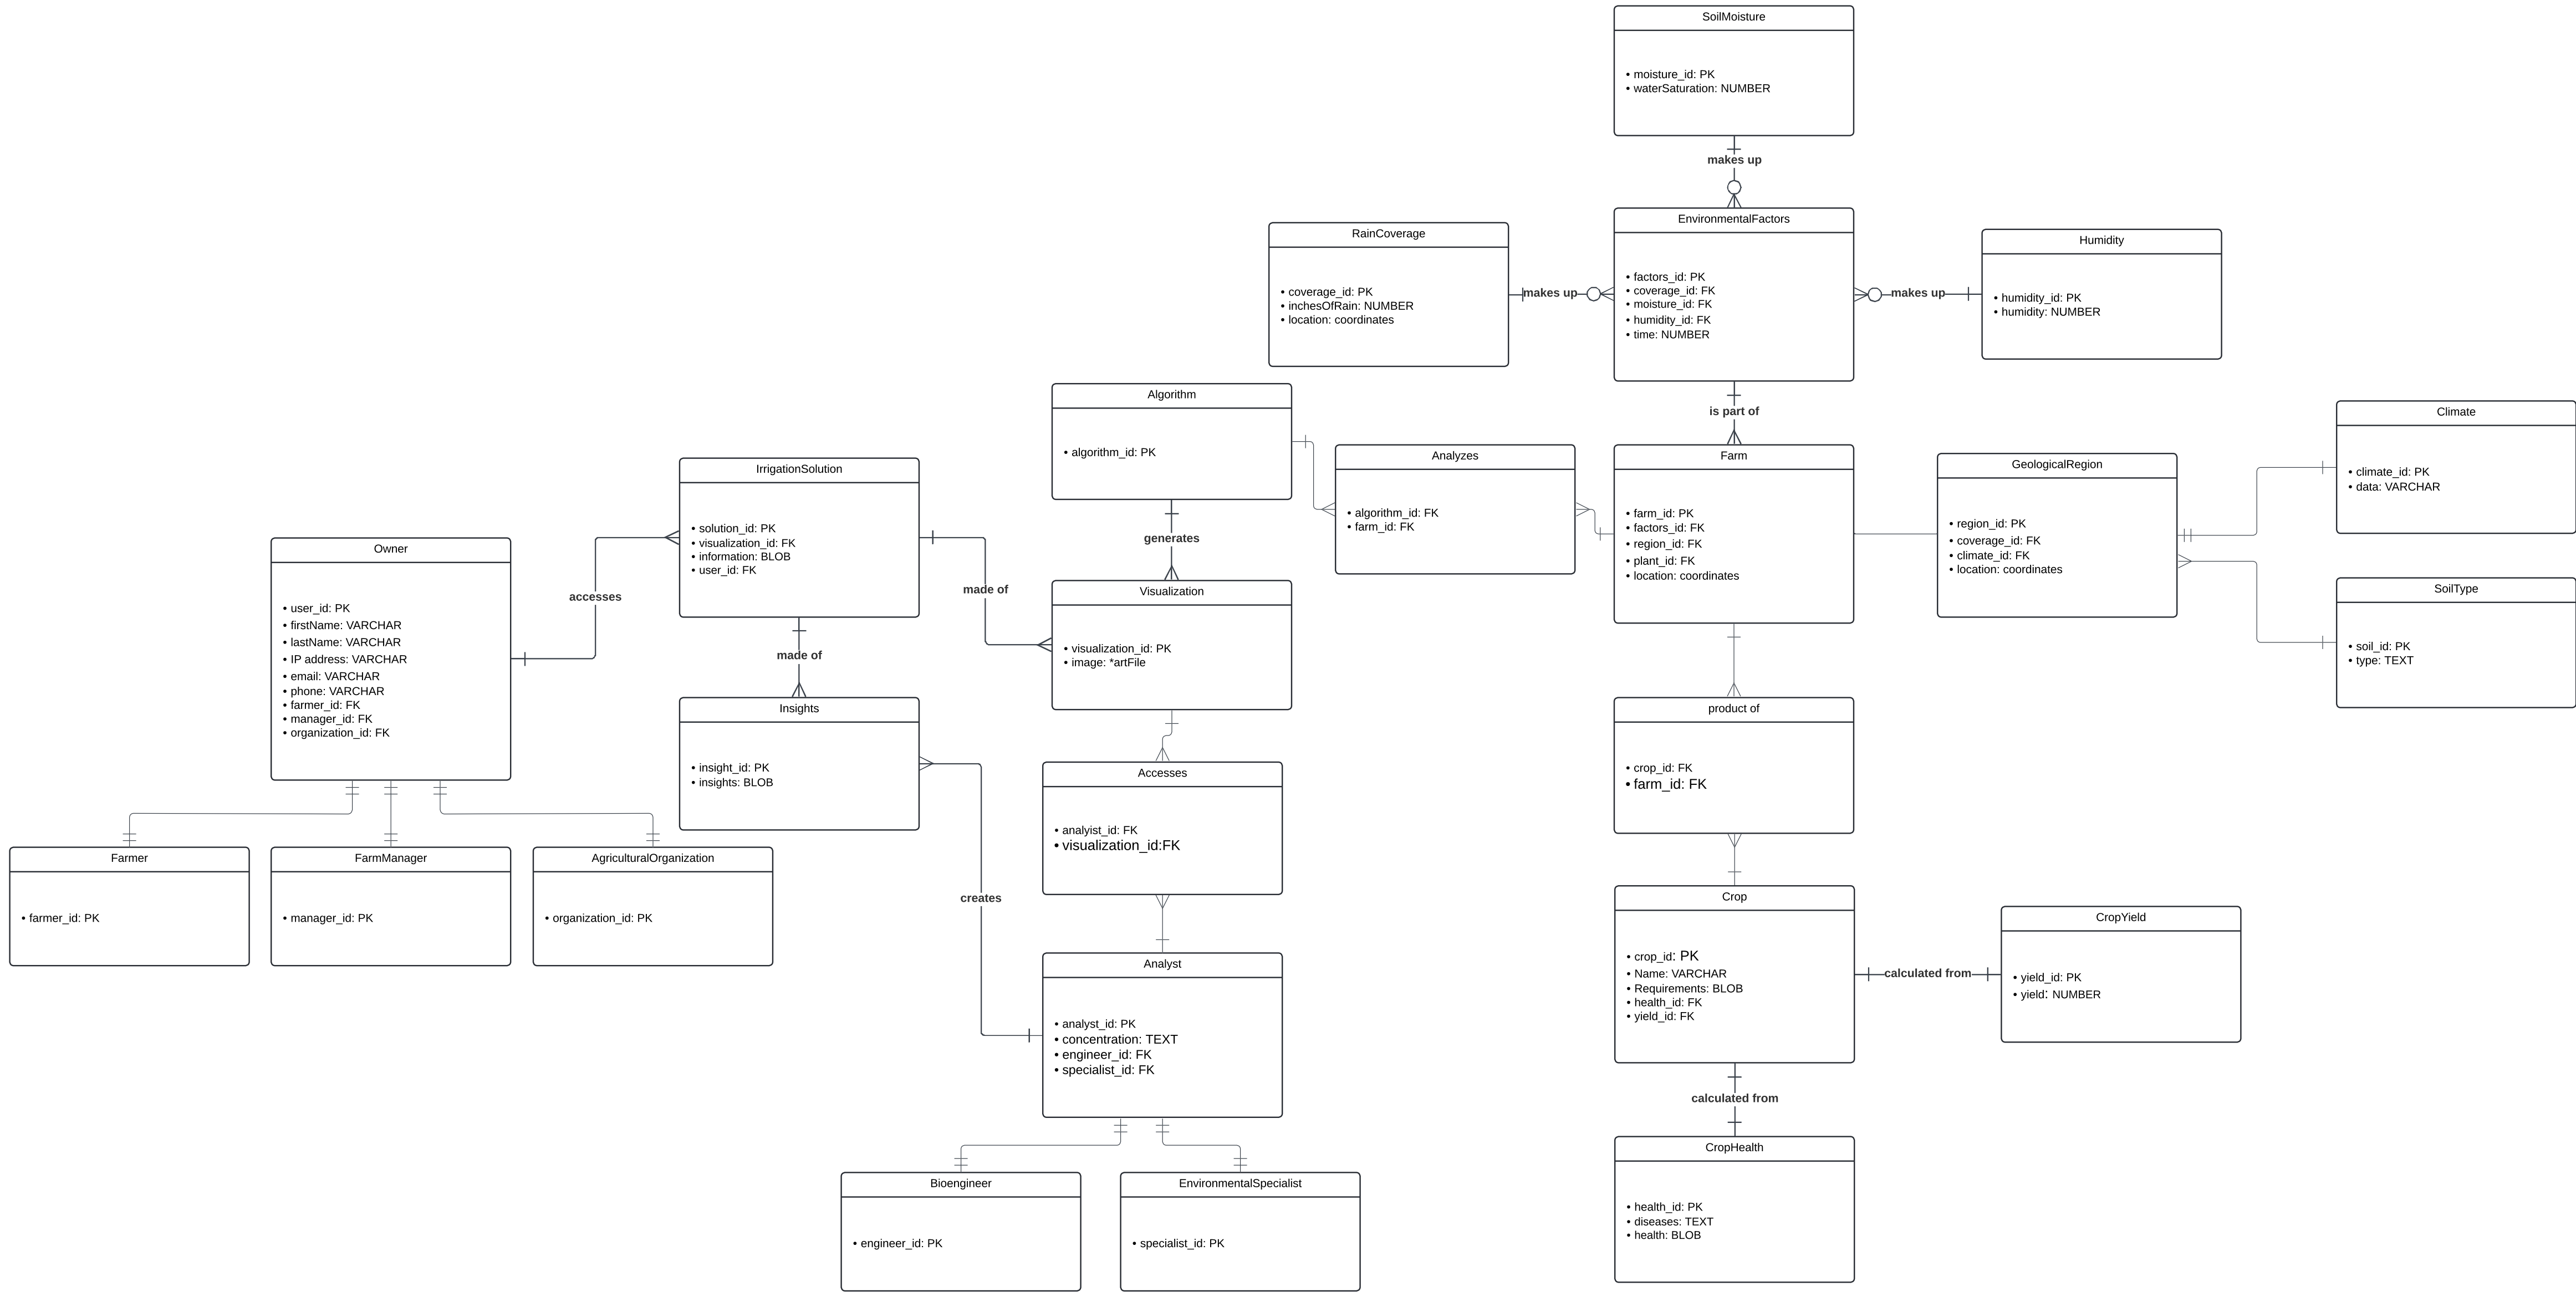 SoilMoisture
• moisture_id: PK
• waterSaturation: NUMBER
makes up
EnvironmentalFactors
• factors_id: PK
• coverage_id: FK
• moisture_id: FK
• humidity_id: FK
• time: NUMBER
RainCoverage
• coverage_id: PK
• inchesOfRain: NUMBER
• location: coordinates
makes up
makes up
Humidity
• humidity_id: PK
• humidity: NUMBER
is part of
Algorithm
• algorithm_id: PK
generates
Analyzes
• algorithm_id: FK
• farm_id: FK
Farm
• farm_id: PK
• factors_id: FK
• region_id: FK
• plant_id: FK
• location: coordinates
GeologicalRegion
• region_id: PK
• coverage_id: FK
• climate_id: FK
• location: coordinates
Climate
• climate_id: PK
• data: VARCHAR
SoilType
• soil_id: PK
• type: TEXT
IrrigationSolution
• solution_id: PK
• visualization_id: FK
• information: BLOB
• user_id: FK
accesses
made of
made of
Owner
• user_id: PK
• firstName: VARCHAR
• lastName: VARCHAR
• IP address: VARCHAR
• email: VARCHAR
• phone: VARCHAR
• farmer_id: FK
• manager_id: FK
• organization_id: FK
Visualization
• visualization_id: PK
• image: *artFile
Insights
• insight_id: PK
• insights: BLOB
product of
• crop_id: FK
• farm_id: FK
Accesses
• analyist_id: FK
• visualization_id:FK
Farmer
• farmer_id: PK
FarmManager
• manager_id: PK
AgriculturalOrganization
• organization_id: PK
creates
Crop
• crop_id: PK
• Name: VARCHAR
• Requirements: BLOB
• health_id: FK
• yield_id: FK
calculated from
CropYield
• yield_id: PK
• yield: NUMBER
Analyst
• analyst_id: PK
• concentration: TEXT
• engineer_id: FK
• specialist_id: FK
calculated from
CropHealth
• health_id: PK
• diseases: TEXT
• health: BLOB
Bioengineer
• engineer_id: PK
EnvironmentalSpecialist
• specialist_id: PK